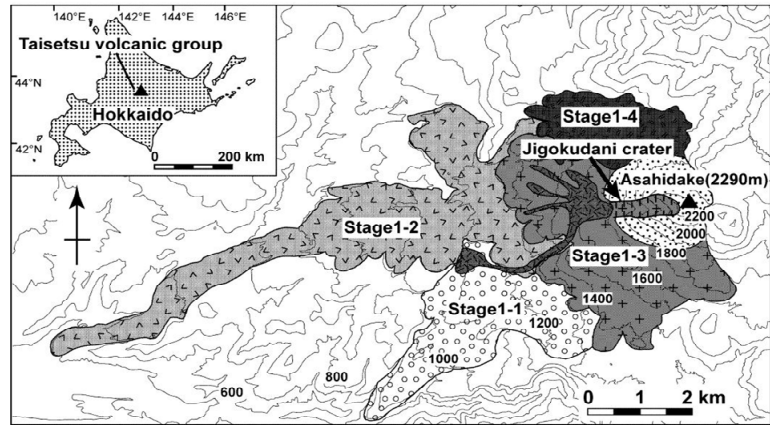 140°E 142°E 144°E 146°E
Taisetsu volcanic group
44°N
Hokkaido
42°N
0 200 km
Stage1-4
Jigokudani crater
Asahidake(2290m)
2200
2000
1800
1600
1400
Stage1-3
Stage1-2
Stage1-1
1200
1000
800
600
0 1 2 km